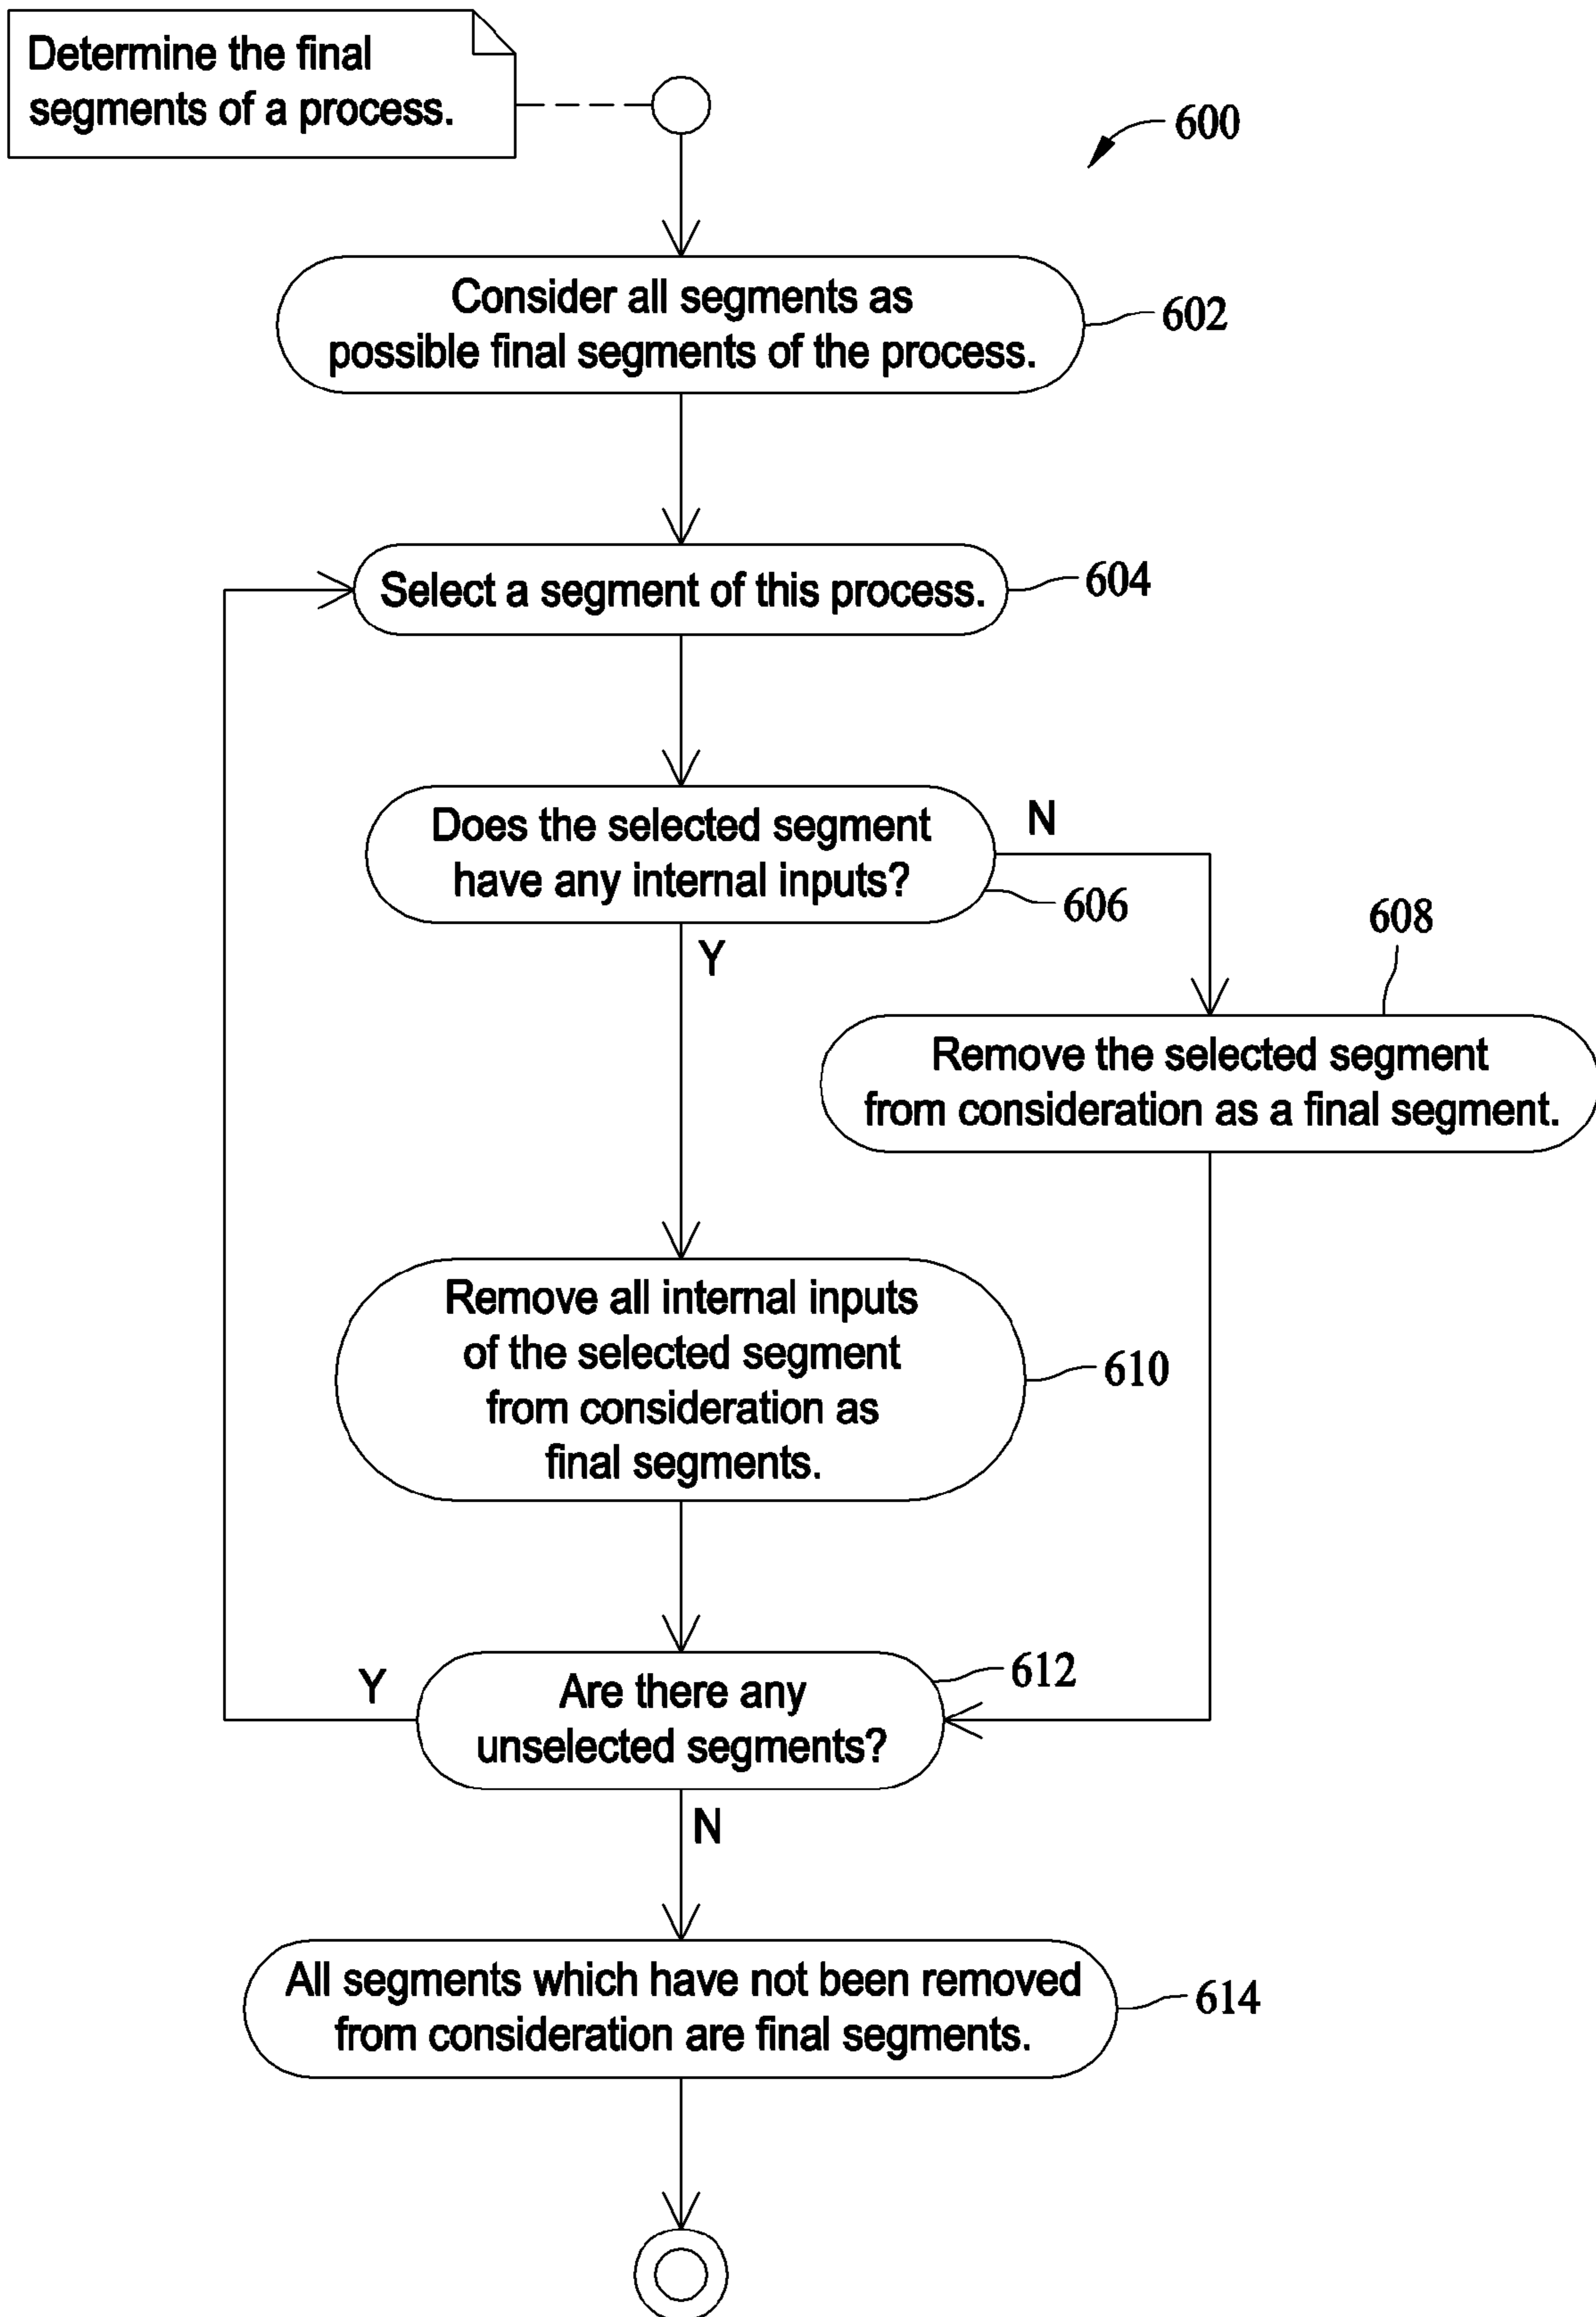 Determine the final
segments of a process.
600
Consider all segments as
possible final segments of the process.
602
Select a segment of this process.
604
Does the selected segment
have any internal inputs?
N
606
608
Y
Remove the selected segment
from consideration as a final segment.
Remove all internal inputs
of the selected segment
from consideration as
final segments.
610
Y
Are there any
unselected segments?
612
N
All segments which have not been removed
from consideration are final segments.
614